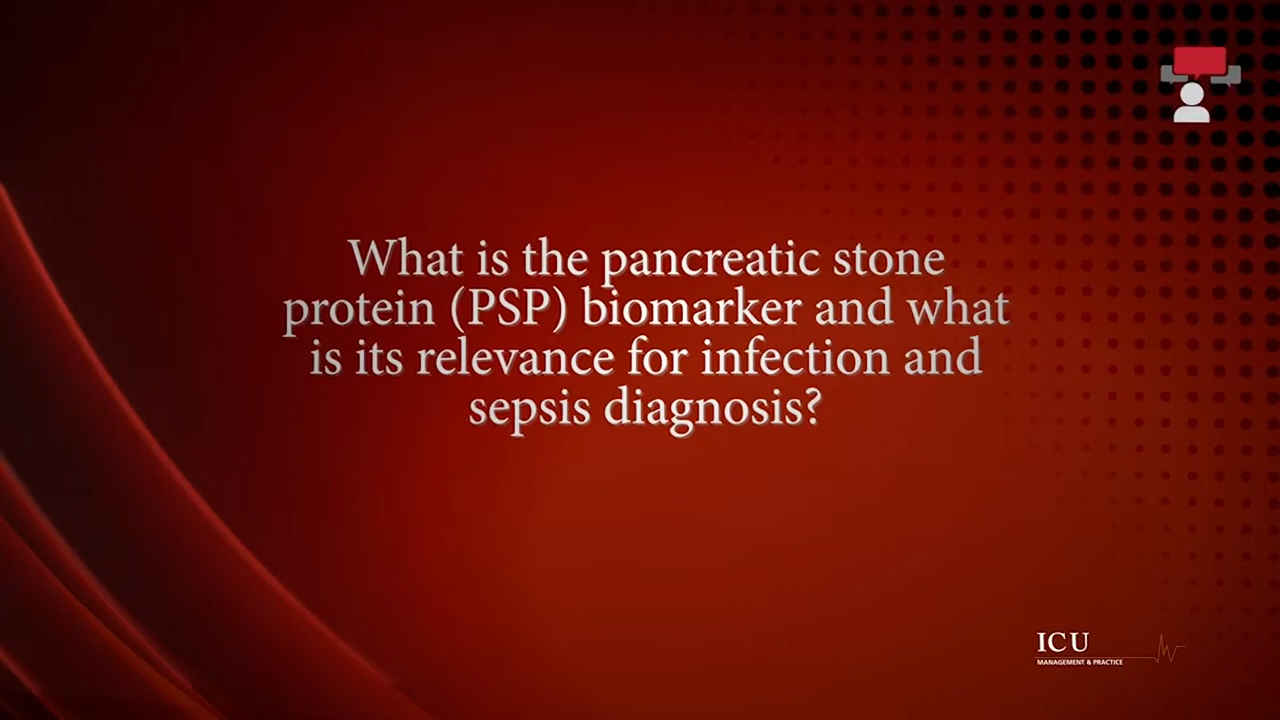 What is the pancreatic stone
protein (PSP) biomarker and what
is its relevance for infection and
sepsis diagnosis?
ICU
MANAGEMENT & PRACTICE